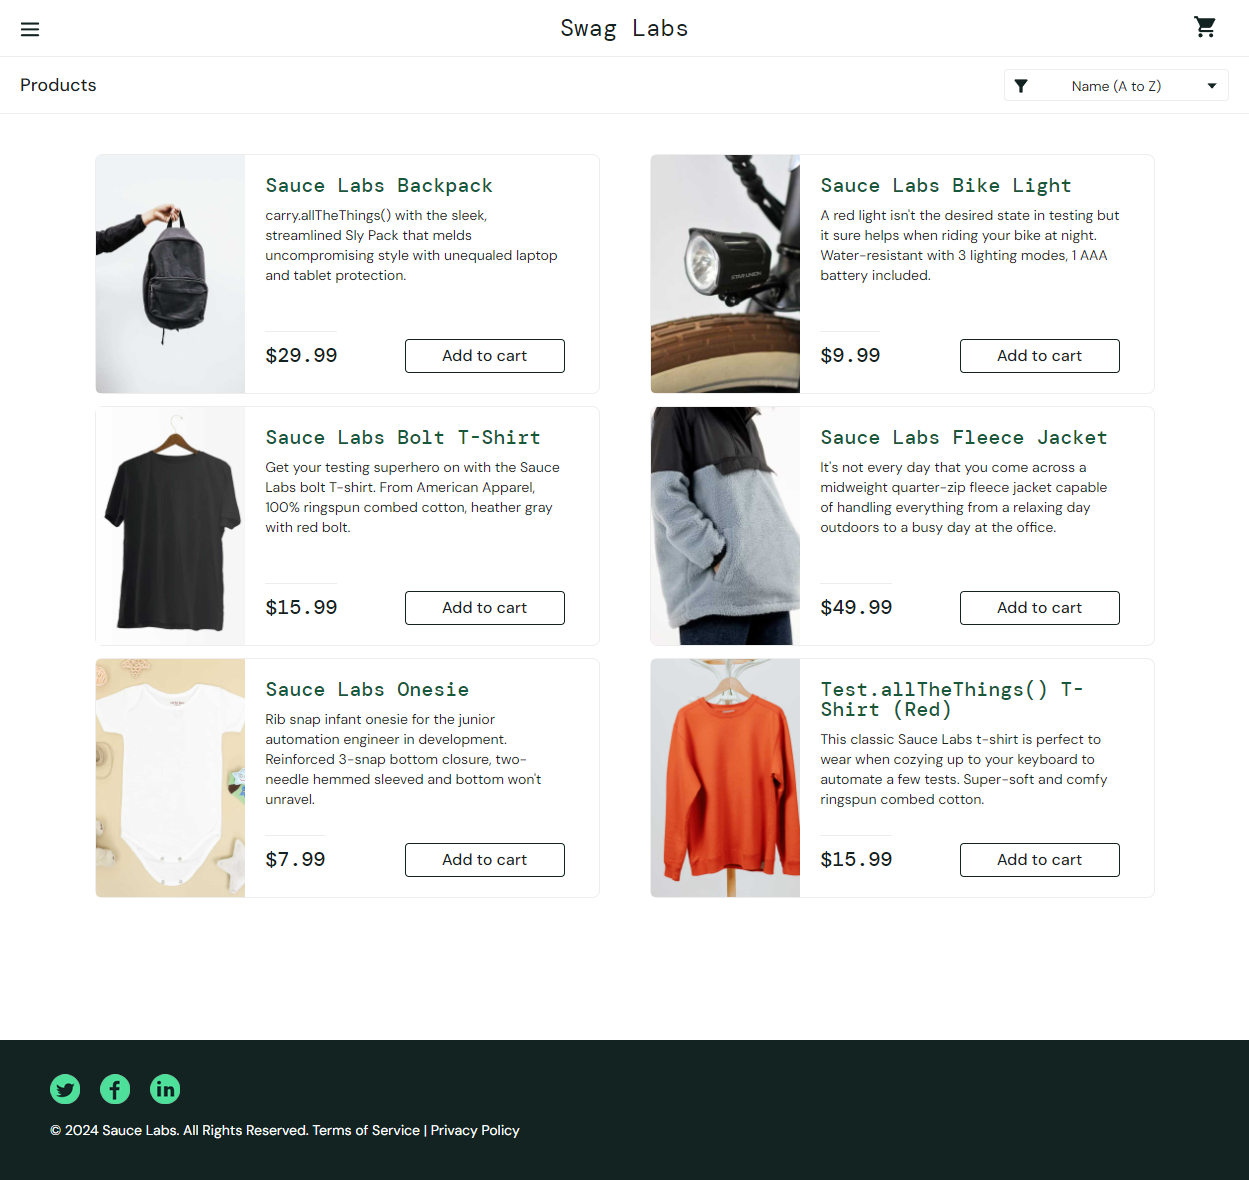 Swag Labs
Products
Name (A to Z)
Sauce Labs Backpack
carry.allTheThings() with the sleek,
streamlined Sly Pack that melds
uncompromising style with unequaled laptop
and tablet protection.
$29.99
Add to cart
Sauce Labs Bike Light
A red light isn't the desired state in testing but
it sure helps when riding your bike at night.
Water-resistant with 3 lighting modes, 1 AAA
battery included.
$9.99
Add to cart
Sauce Labs Bolt T-Shirt
Get your testing superhero on with the Sauce
Labs bolt T-shirt. From American Apparel,
100% ringspun combed cotton, heather gray
with red bolt.
$15.99
Add to cart
Sauce Labs Fleece Jacket
It's not every day that you come across a
midweight quarter-zip fleece jacket capable
of handling everything from a relaxing day
outdoors to a busy day at the office.
$49.99
Add to cart
Sauce Labs Onesie
Rib snap infant onesie for the junior
automation engineer in development.
Reinforced 3-snap bottom closure, two-
needle hemmed sleeved and bottom won't
unravel.
$7.99
Add to cart
Test.allTheThings() T-
Shirt (Red)
This classic Sauce Labs t-shirt is perfect to
wear when cozying up to your keyboard to
automate a few tests. Super-soft and comfy
ringspun combed cotton.
$15.99
Add to cart
© 2024 Sauce Labs. All Rights Reserved. Terms of Service | Privacy Policy